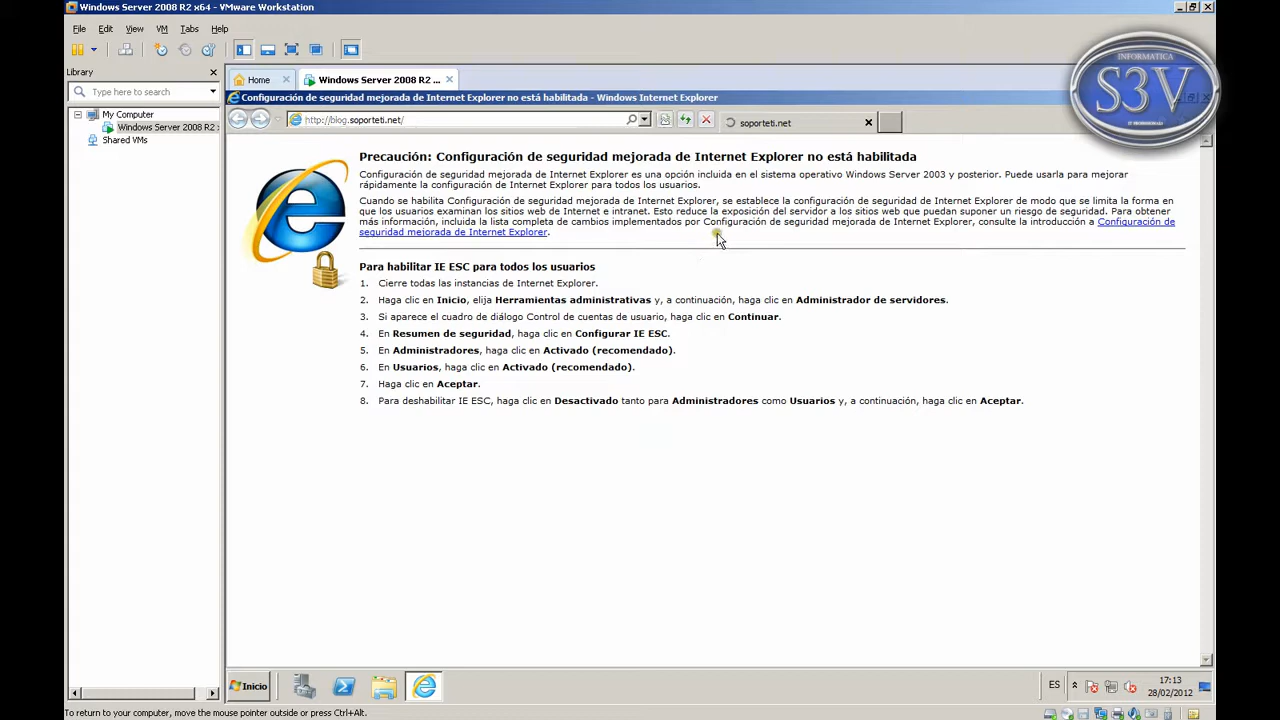 Windows Server 2008 R2 x64 - VMware Workstation
File Edit View VM Tabs Help
INFORMATICA
S3V
IT PROFESSIONALS
Library
Home
Windows Server 2008 R2 ...
Type here to search
Configuración de seguridad mejorada de Internet Explorer no está habilitada - Windows Internet Explorer
My Computer
Windows Server 2008 R2
Shared VMs
http://blog.soporteti.net/
soporteti.net
Precaución: Configuración de seguridad mejorada de Internet Explorer no está habilitada
Configuración de seguridad mejorada de Internet Explorer es una opción incluida en el sistema operativo Windows Server 2003 y posterior. Puede usarla para mejorar
rápidamente la configuración de Internet Explorer para todos los usuarios.
Cuando se habilita Configuración de seguridad mejorada de Internet Explorer, se establece la configuración de seguridad de Internet Explorer de modo que se limita la forma en
que los usuarios examinan los sitios web de Internet e intranet. Esto reduce la exposición del servidor a los sitios web que puedan suponer un riesgo de seguridad. Para obtener
más información, incluida la lista completa de cambios implementados por Configuración de seguridad mejorada de Internet Explorer, consulte la introducción a Configuración de
seguridad mejorada de Internet Explorer.
Para habilitar IE ESC para todos los usuarios
1. Cierre todas las instancias de Internet Explorer.
2. Haga clic en Inicio, elija Herramientas administrativas y, a continuación, haga clic en Administrador de servidores.
3. Si aparece el cuadro de diálogo Control de cuentas de usuario, haga clic en Continuar.
4. En Resumen de seguridad, haga clic en Configurar IE ESC.
5. En Administradores, haga clic en Activado (recomendado).
6. En Usuarios, haga clic en Activado (recomendado).
7. Haga clic en Aceptar.
8. Para deshabilitar IE ESC, haga clic en Desactivado tanto para Administradores como Usuarios y, a continuación, haga clic en Aceptar.
Inicio
ES
17:13
28/02/2012
To return to your computer, move the mouse pointer outside or press Ctrl+Alt.